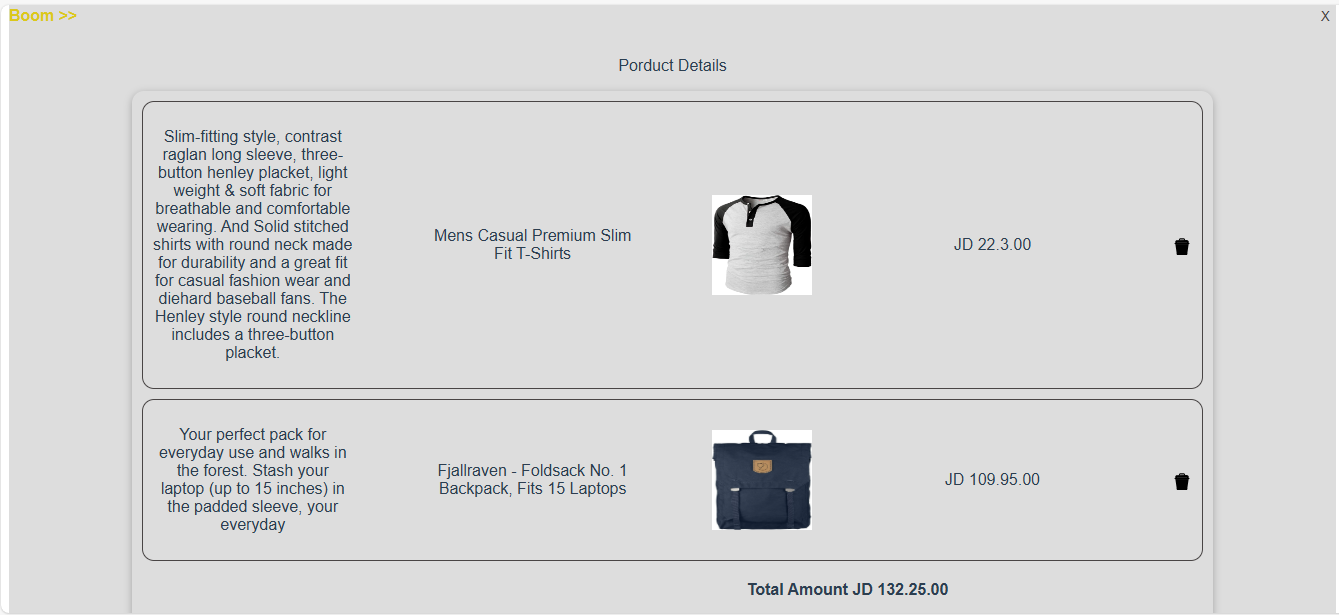 Boom >>
X
Porduct Details
Slim-fitting style, contrast
raglan long sleeve, three-
button henley placket, light
weight & soft fabric for
breathable and comfortable
wearing. And Solid stitched
shirts with round neck made
for durability and a great fit
for casual fashion wear and
diehard baseball fans. The
Henley style round neckline
includes a three-button
placket.
Mens Casual Premium Slim
Fit T-Shirts
JD 22.3.00
Your perfect pack for
everyday use and walks in
the forest. Stash your
laptop (up to 15 inches) in
the padded sleeve, your
everyday
Fjallraven - Foldsack No. 1
Backpack, Fits 15 Laptops
JD 109.95.00
Total Amount JD 132.25.00